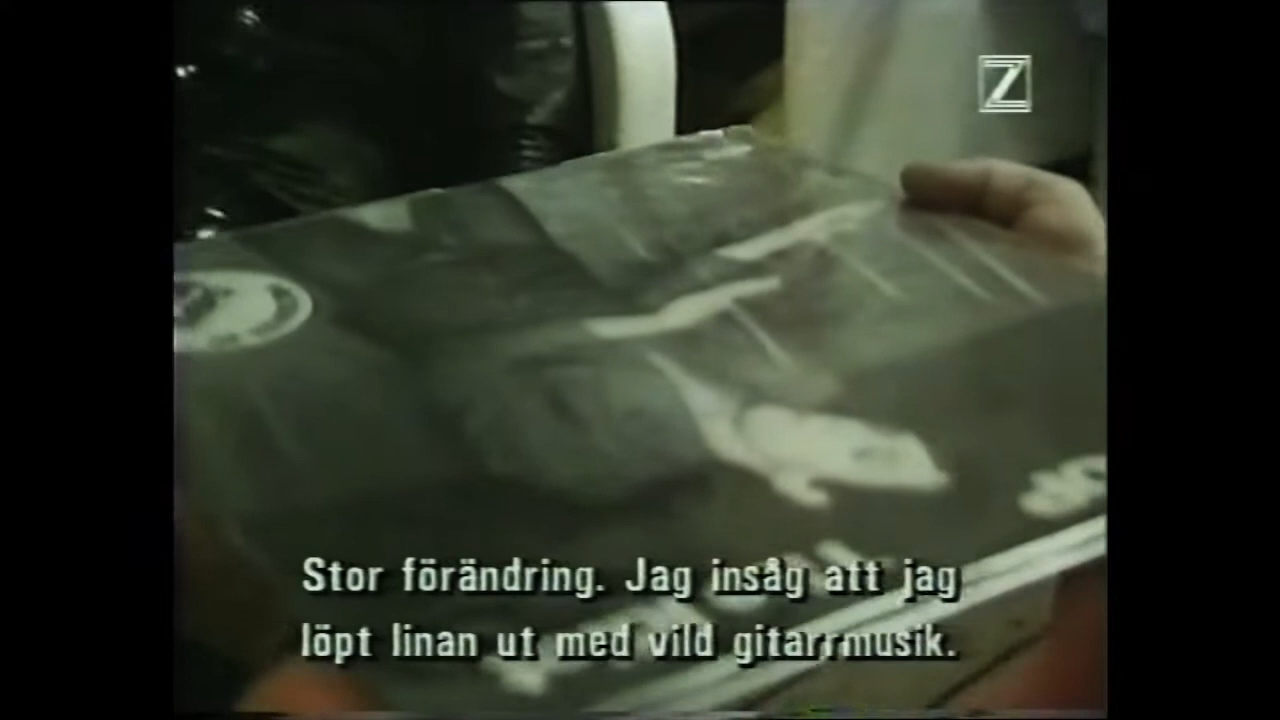 Z
Stor förändring. Jag insåg att jag
löpt linan ut med vild gitarrmusik.